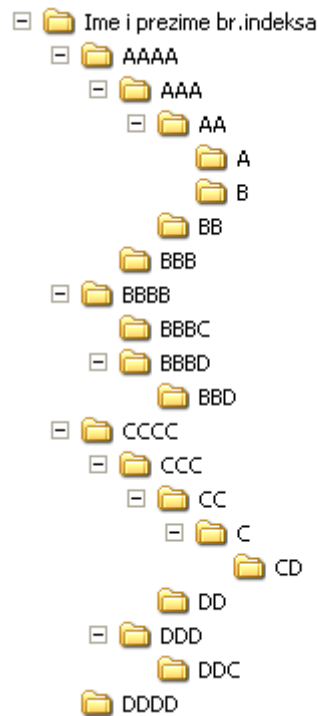 Ime i prezime br.indeksa
AAAA
AAA
AA
A
B
BB
BBB
BBBB
BBBC
BBBD
BBD
CCCC
CCC
CC
C
CD
DD
DDD
DDC
DDDD